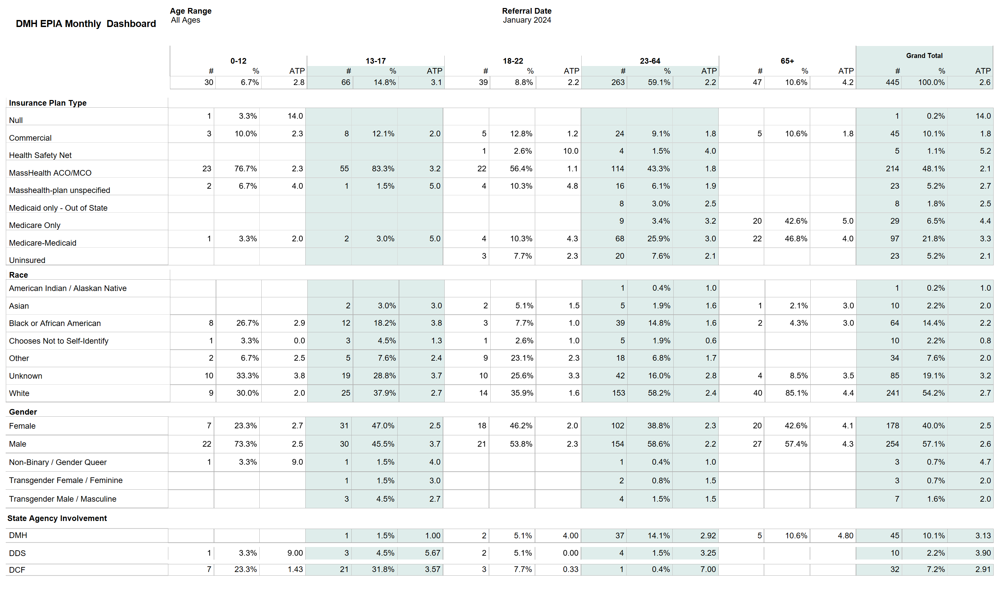 Age Range
Referral Date
DMH EPIA Monthly  Dashboard
All Ages
January 2024
0-12 13-17 18-22 23-64 65+ Grand Total
# % ATP # % ATP # % ATP # % ATP # % ATP # % ATP
30 6.7% 2.8 66 14.8% 3.1 39 8.8% 2.2 263 59.1% 2.2 47 10.6% 4.2 445 100.0% 2.6
Insurance Plan Type
Null 1 3.3% 14.0 1 0.2% 14.0
Commercial 3 10.0% 2.3 8 12.1% 2.0 5 12.8% 1.2 24 9.1% 1.8 5 10.6% 1.8 45 10.1% 1.8
Health Safety Net 1 2.6% 10.0 4 1.5% 4.0 5 1.1% 5.2
MassHealth ACO/MCO 23 76.7% 2.3 55 83.3% 3.2 22 56.4% 1.1 114 43.3% 1.8 214 48.1% 2.1
Masshealth-plan unspecified 2 6.7% 4.0 1 1.5% 5.0 4 10.3% 4.8 16 6.1% 1.9 23 5.2% 2.7
Medicaid only - Out of State 8 3.0% 2.5 8 1.8% 2.5
Medicare Only 9 3.4% 3.2 20 42.6% 5.0 29 6.5% 4.4
Medicare-Medicaid 1 3.3% 2.0 2 3.0% 5.0 4 10.3% 4.3 68 25.9% 3.0 22 46.8% 4.0 97 21.8% 3.3
Uninsured 3 7.7% 2.3 20 7.6% 2.1 23 5.2% 2.1
Race
American Indian / Alaskan Native 1 0.4% 1.0 1 0.2% 1.0
Asian 2 3.0% 3.0 2 5.1% 1.5 5 1.9% 1.6 1 2.1% 3.0 10 2.2% 2.0
Black or African American 8 26.7% 2.9 12 18.2% 3.8 3 7.7% 1.0 39 14.8% 1.6 2 4.3% 3.0 64 14.4% 2.2
Chooses Not to Self-Identify 1 3.3% 0.0 3 4.5% 1.3 1 2.6% 1.0 5 1.9% 0.6 10 2.2% 0.8
Other 2 6.7% 2.5 5 7.6% 2.4 9 23.1% 2.3 18 6.8% 1.7 34 7.6% 2.0
Unknown 10 33.3% 3.8 19 28.8% 3.7 10 25.6% 3.3 42 16.0% 2.8 4 8.5% 3.5 85 19.1% 3.2
White 9 30.0% 2.0 25 37.9% 2.7 14 35.9% 1.6 153 58.2% 2.4 40 85.1% 4.4 241 54.2% 2.7
Gender
Female 7 23.3% 2.7 31 47.0% 2.5 18 46.2% 2.0 102 38.8% 2.3 20 42.6% 4.1 178 40.0% 2.5
Male 22 73.3% 2.5 30 45.5% 3.7 21 53.8% 2.3 154 58.6% 2.2 27 57.4% 4.3 254 57.1% 2.6
Non-Binary / Gender Queer 1 3.3% 9.0 1 1.5% 4.0 1 0.4% 1.0 3 0.7% 4.7
Transgender Female / Feminine 1 1.5% 3.0 2 0.8% 1.5 3 0.7% 2.0
Transgender Male / Masculine 3 4.5% 2.7 4 1.5% 1.5 7 1.6% 2.0
State Agency Involvement
DMH 1 1.5% 1.00 2 5.1% 4.00 37 14.1% 2.92 5 10.6% 4.80 45 10.1% 3.13
DDS 1 3.3% 9.00 3 4.5% 5.67 2 5.1% 0.00 4 1.5% 3.25 10 2.2% 3.90
DCF 7 23.3% 1.43 21 31.8% 3.57 3 7.7% 0.33 1 0.4% 7.00 32 7.2% 2.91